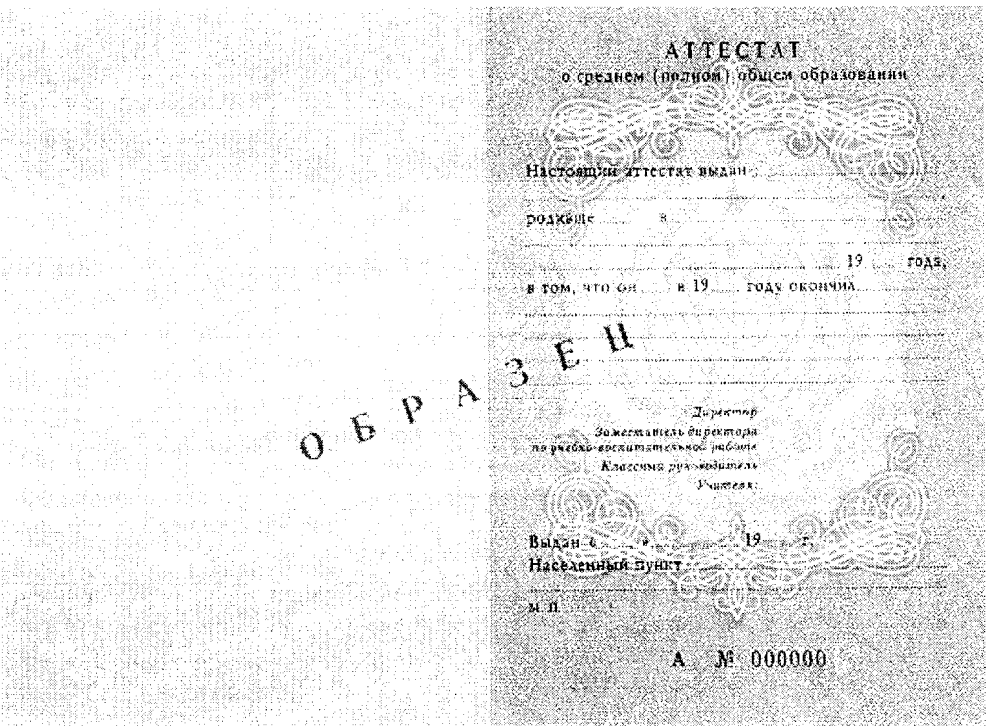 АТТЕСТАТ
о среднем (полном) общем образовании
Настоящий аттестат выдан
родивше в
19 года,
в том, что он в 19 году окончил
ОБРАЗЕЦ
Директор
Заместитель директора
по учебно-воспитательной работе
Классный руководитель
Учителя:
Выдан « » 19 г.
Населенный пункт
М. П.
А № 000000